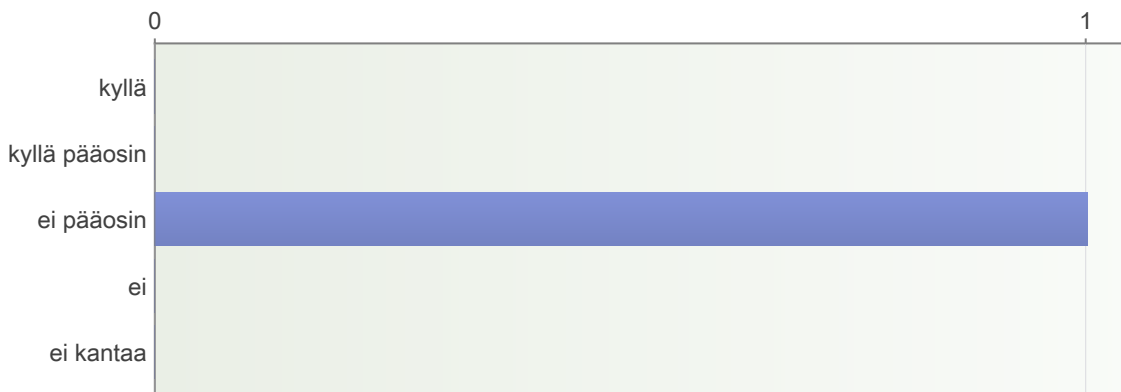 0 1
kyllä
kyllä pääosin
ei pääosin
ei
ei kantaa